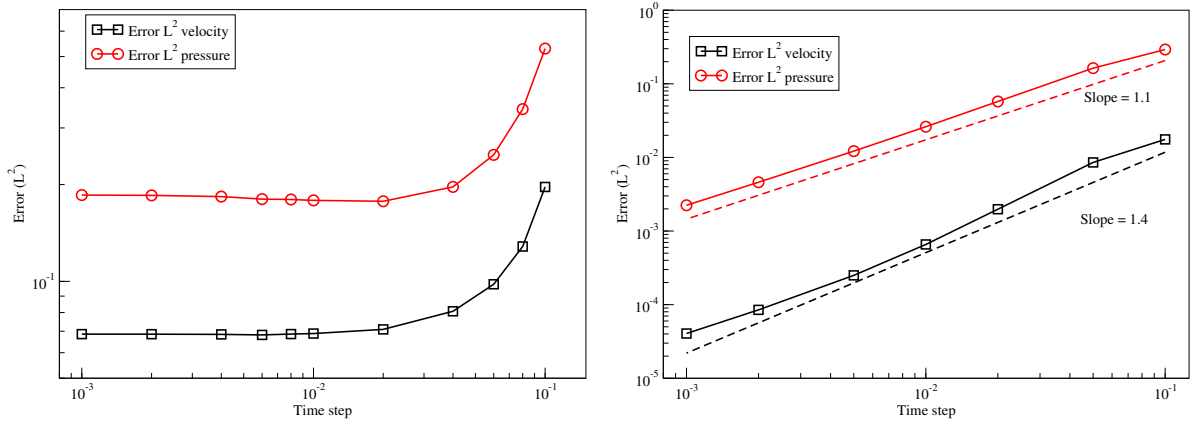 Error L² velocity
Error L² pressure
Error (L²)
10⁻¹
10⁻³
10⁻²
10⁻¹
Time step
10⁰
10⁻¹
10⁻²
10⁻³
10⁻⁴
10⁻⁵
Error (L²)
Error L² velocity
Error L² pressure
Slope = 1.1
Slope = 1.4
10⁻³
10⁻²
10⁻¹
Time step